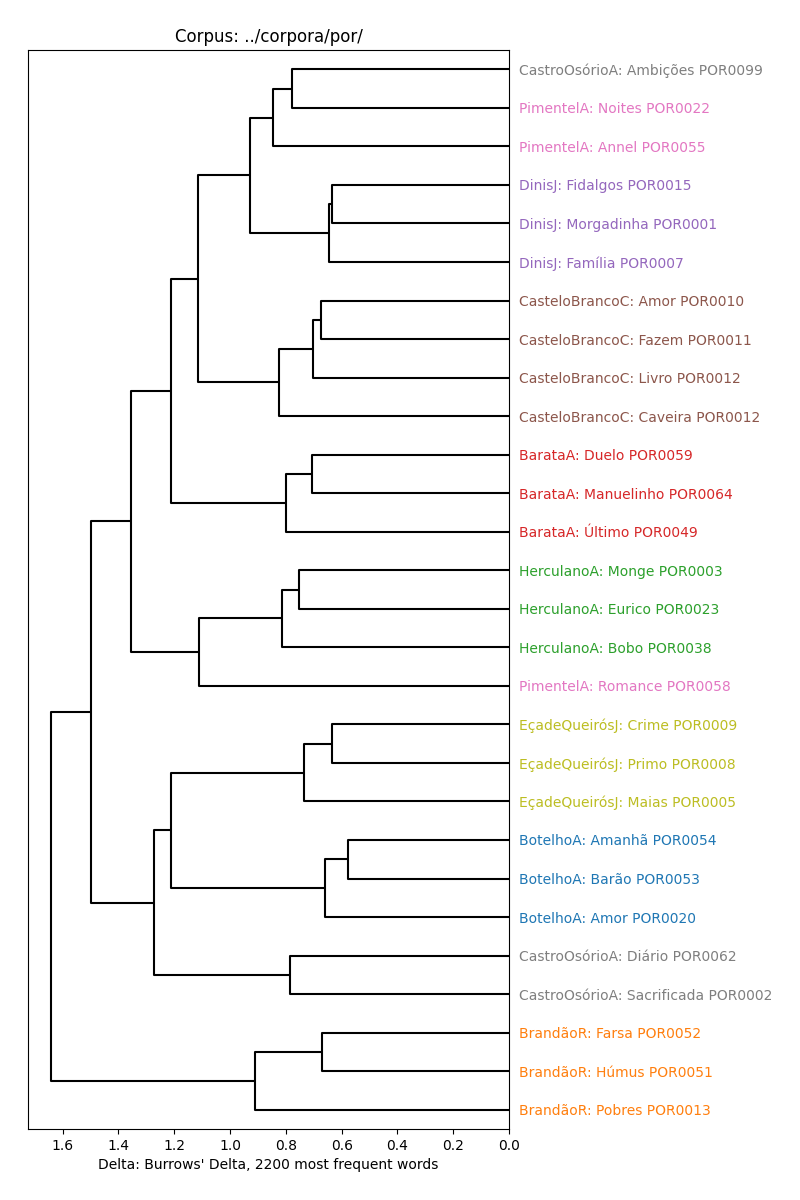 Corpus: ../corpora/por/
CastroOsórioA: Ambições POR0099
PimentelA: Noites POR0022
PimentelA: Annel POR0055
DinisJ: Fidalgos POR0015
DinisJ: Morgadinha POR0001
DinisJ: Família POR0007
CasteloBrancoC: Amor POR0010
CasteloBrancoC: Fazem POR0011
CasteloBrancoC: Livro POR0012
CasteloBrancoC: Caveira POR0012
BarataA: Duelo POR0059
BarataA: Manuelinho POR0064
BarataA: Último POR0049
HerculanoA: Monge POR0003
HerculanoA: Eurico POR0023
HerculanoA: Bobo POR0038
PimentelA: Romance POR0058
EçadeQueirósJ: Crime POR0009
EçadeQueirósJ: Primo POR0008
EçadeQueirósJ: Maias POR0005
BotelhoA: Amanhã POR0054
BotelhoA: Barão POR0053
BotelhoA: Amor POR0020
CastroOsórioA: Diário POR0062
CastroOsórioA: Sacrificada POR0002
BrandãoR: Farsa POR0052
BrandãoR: Húmus POR0051
BrandãoR: Pobres POR0013
1.6 1.4 1.2 1.0 0.8 0.6 0.4 0.2 0.0
Delta: Burrows' Delta, 2200 most frequent words